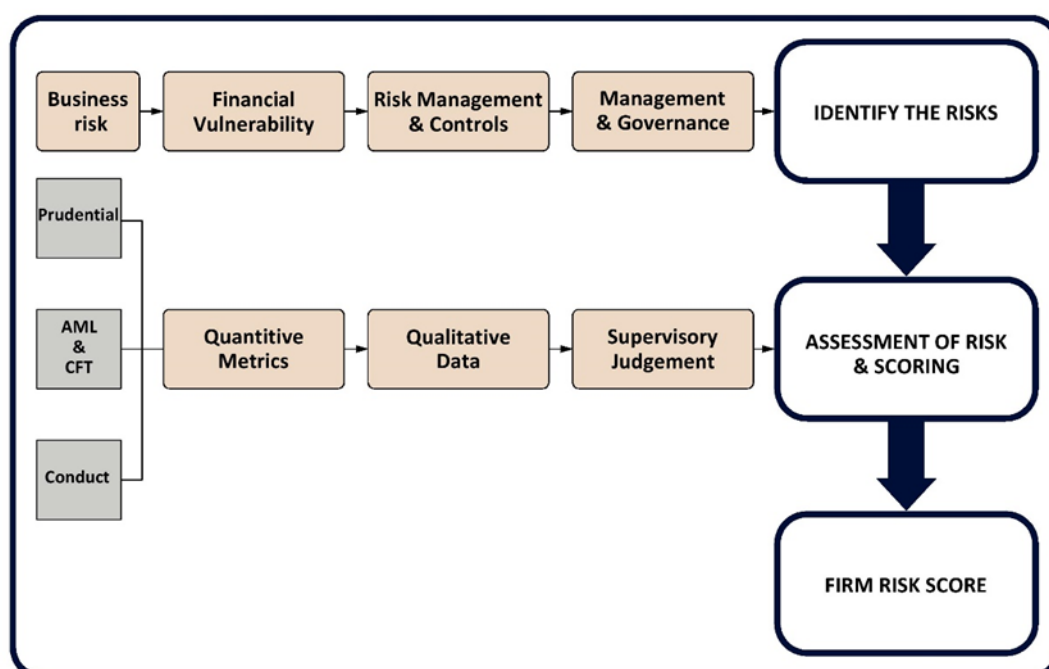 Business
risk
Financial
Vulnerability
Risk Management
& Controls
Management
& Governance
IDENTIFY THE RISKS
Prudential
AML
&
CFT
Quantitive
Metrics
Qualitative
Data
Supervisory
Judgement
ASSESSMENT OF RISK
& SCORING
Conduct
FIRM RISK SCORE